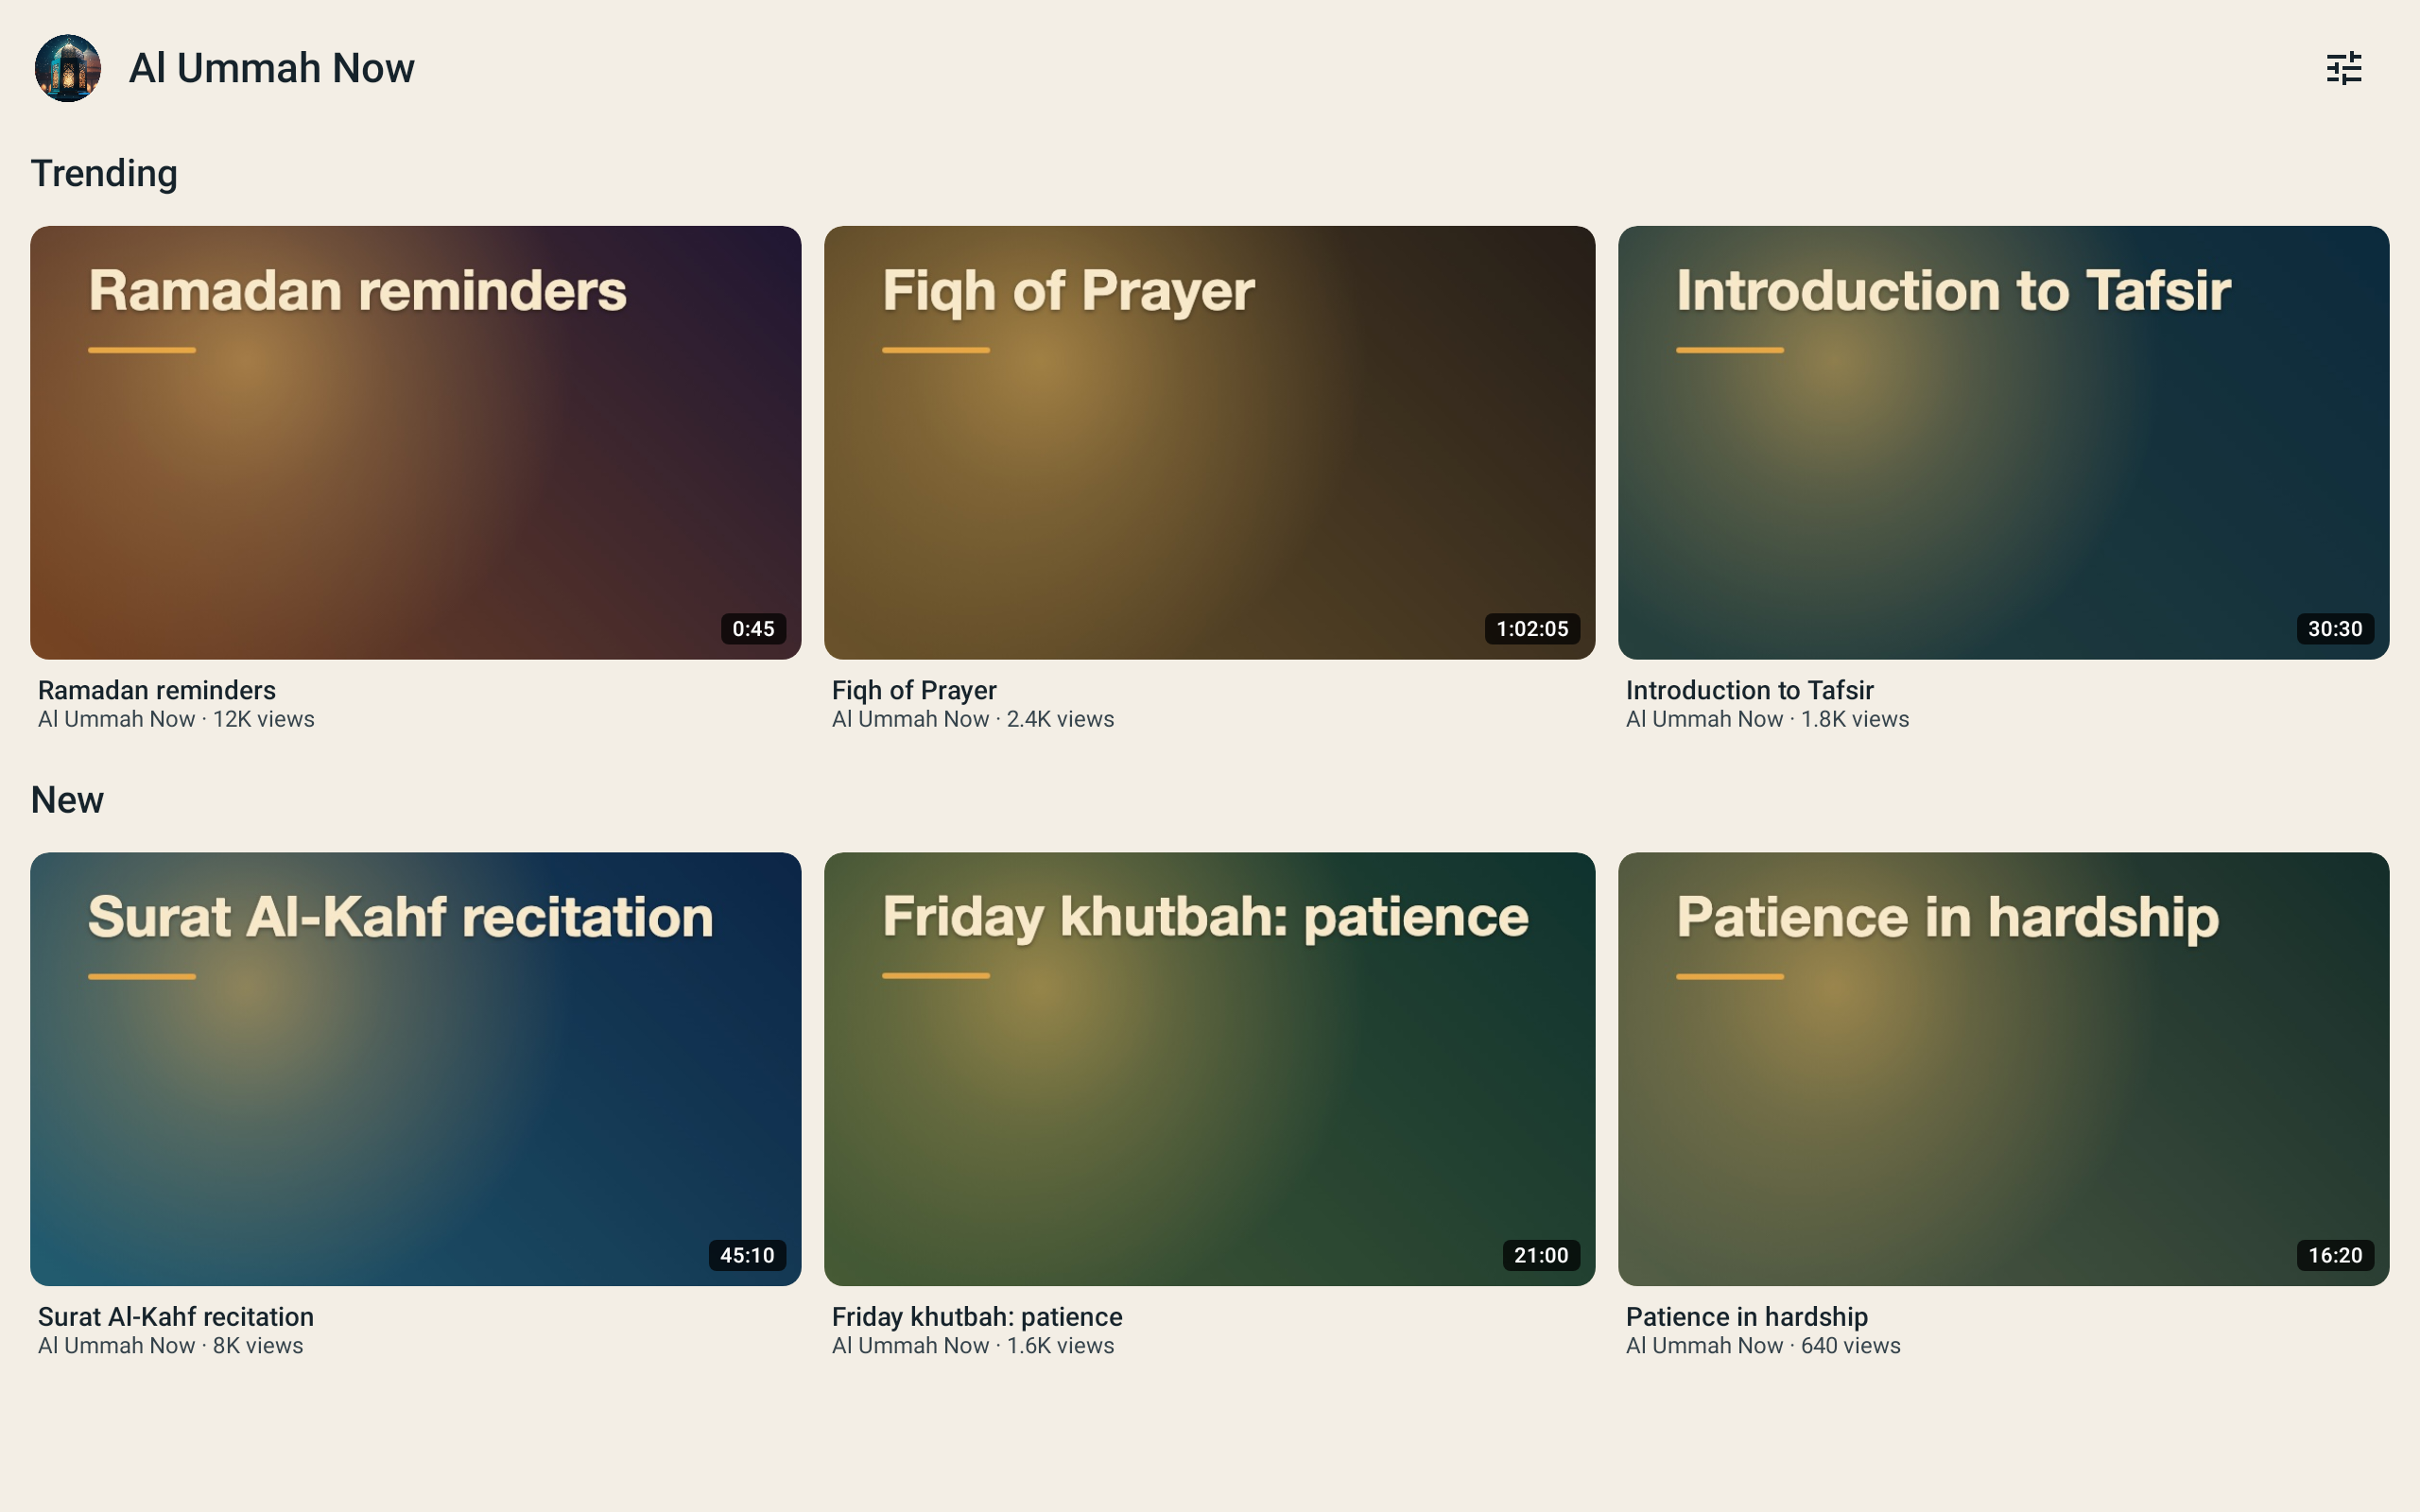 Al Ummah Now
Trending
Ramadan reminders
0:45
Ramadan reminders
Al Ummah Now · 12K views
Fiqh of Prayer
1:02:05
Fiqh of Prayer
Al Ummah Now · 2.4K views
Introduction to Tafsir
30:30
Introduction to Tafsir
Al Ummah Now · 1.8K views
New
Surat Al-Kahf recitation
45:10
Surat Al-Kahf recitation
Al Ummah Now · 8K views
Friday khutbah: patience
21:00
Friday khutbah: patience
Al Ummah Now · 1.6K views
Patience in hardship
16:20
Patience in hardship
Al Ummah Now · 640 views